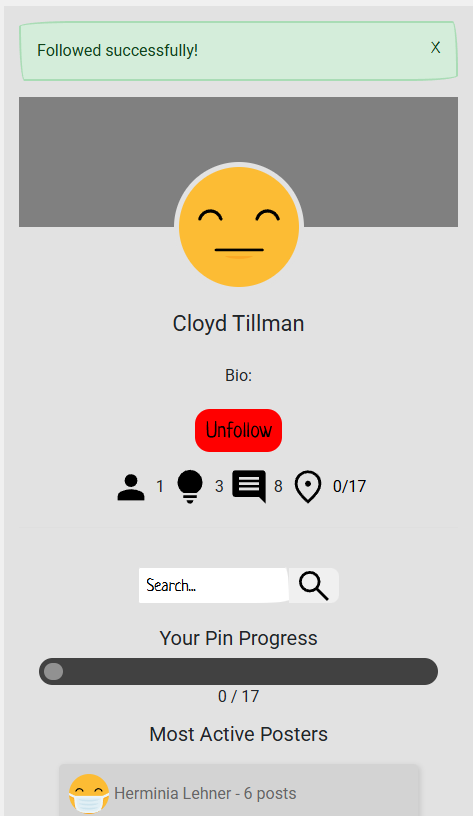 Followed successfully! X
Cloyd Tillman
Bio:
Unfollow
1 3 8 0/17
Search...
Your Pin Progress
0 / 17
Most Active Posters
Herminia Lehner - 6 posts